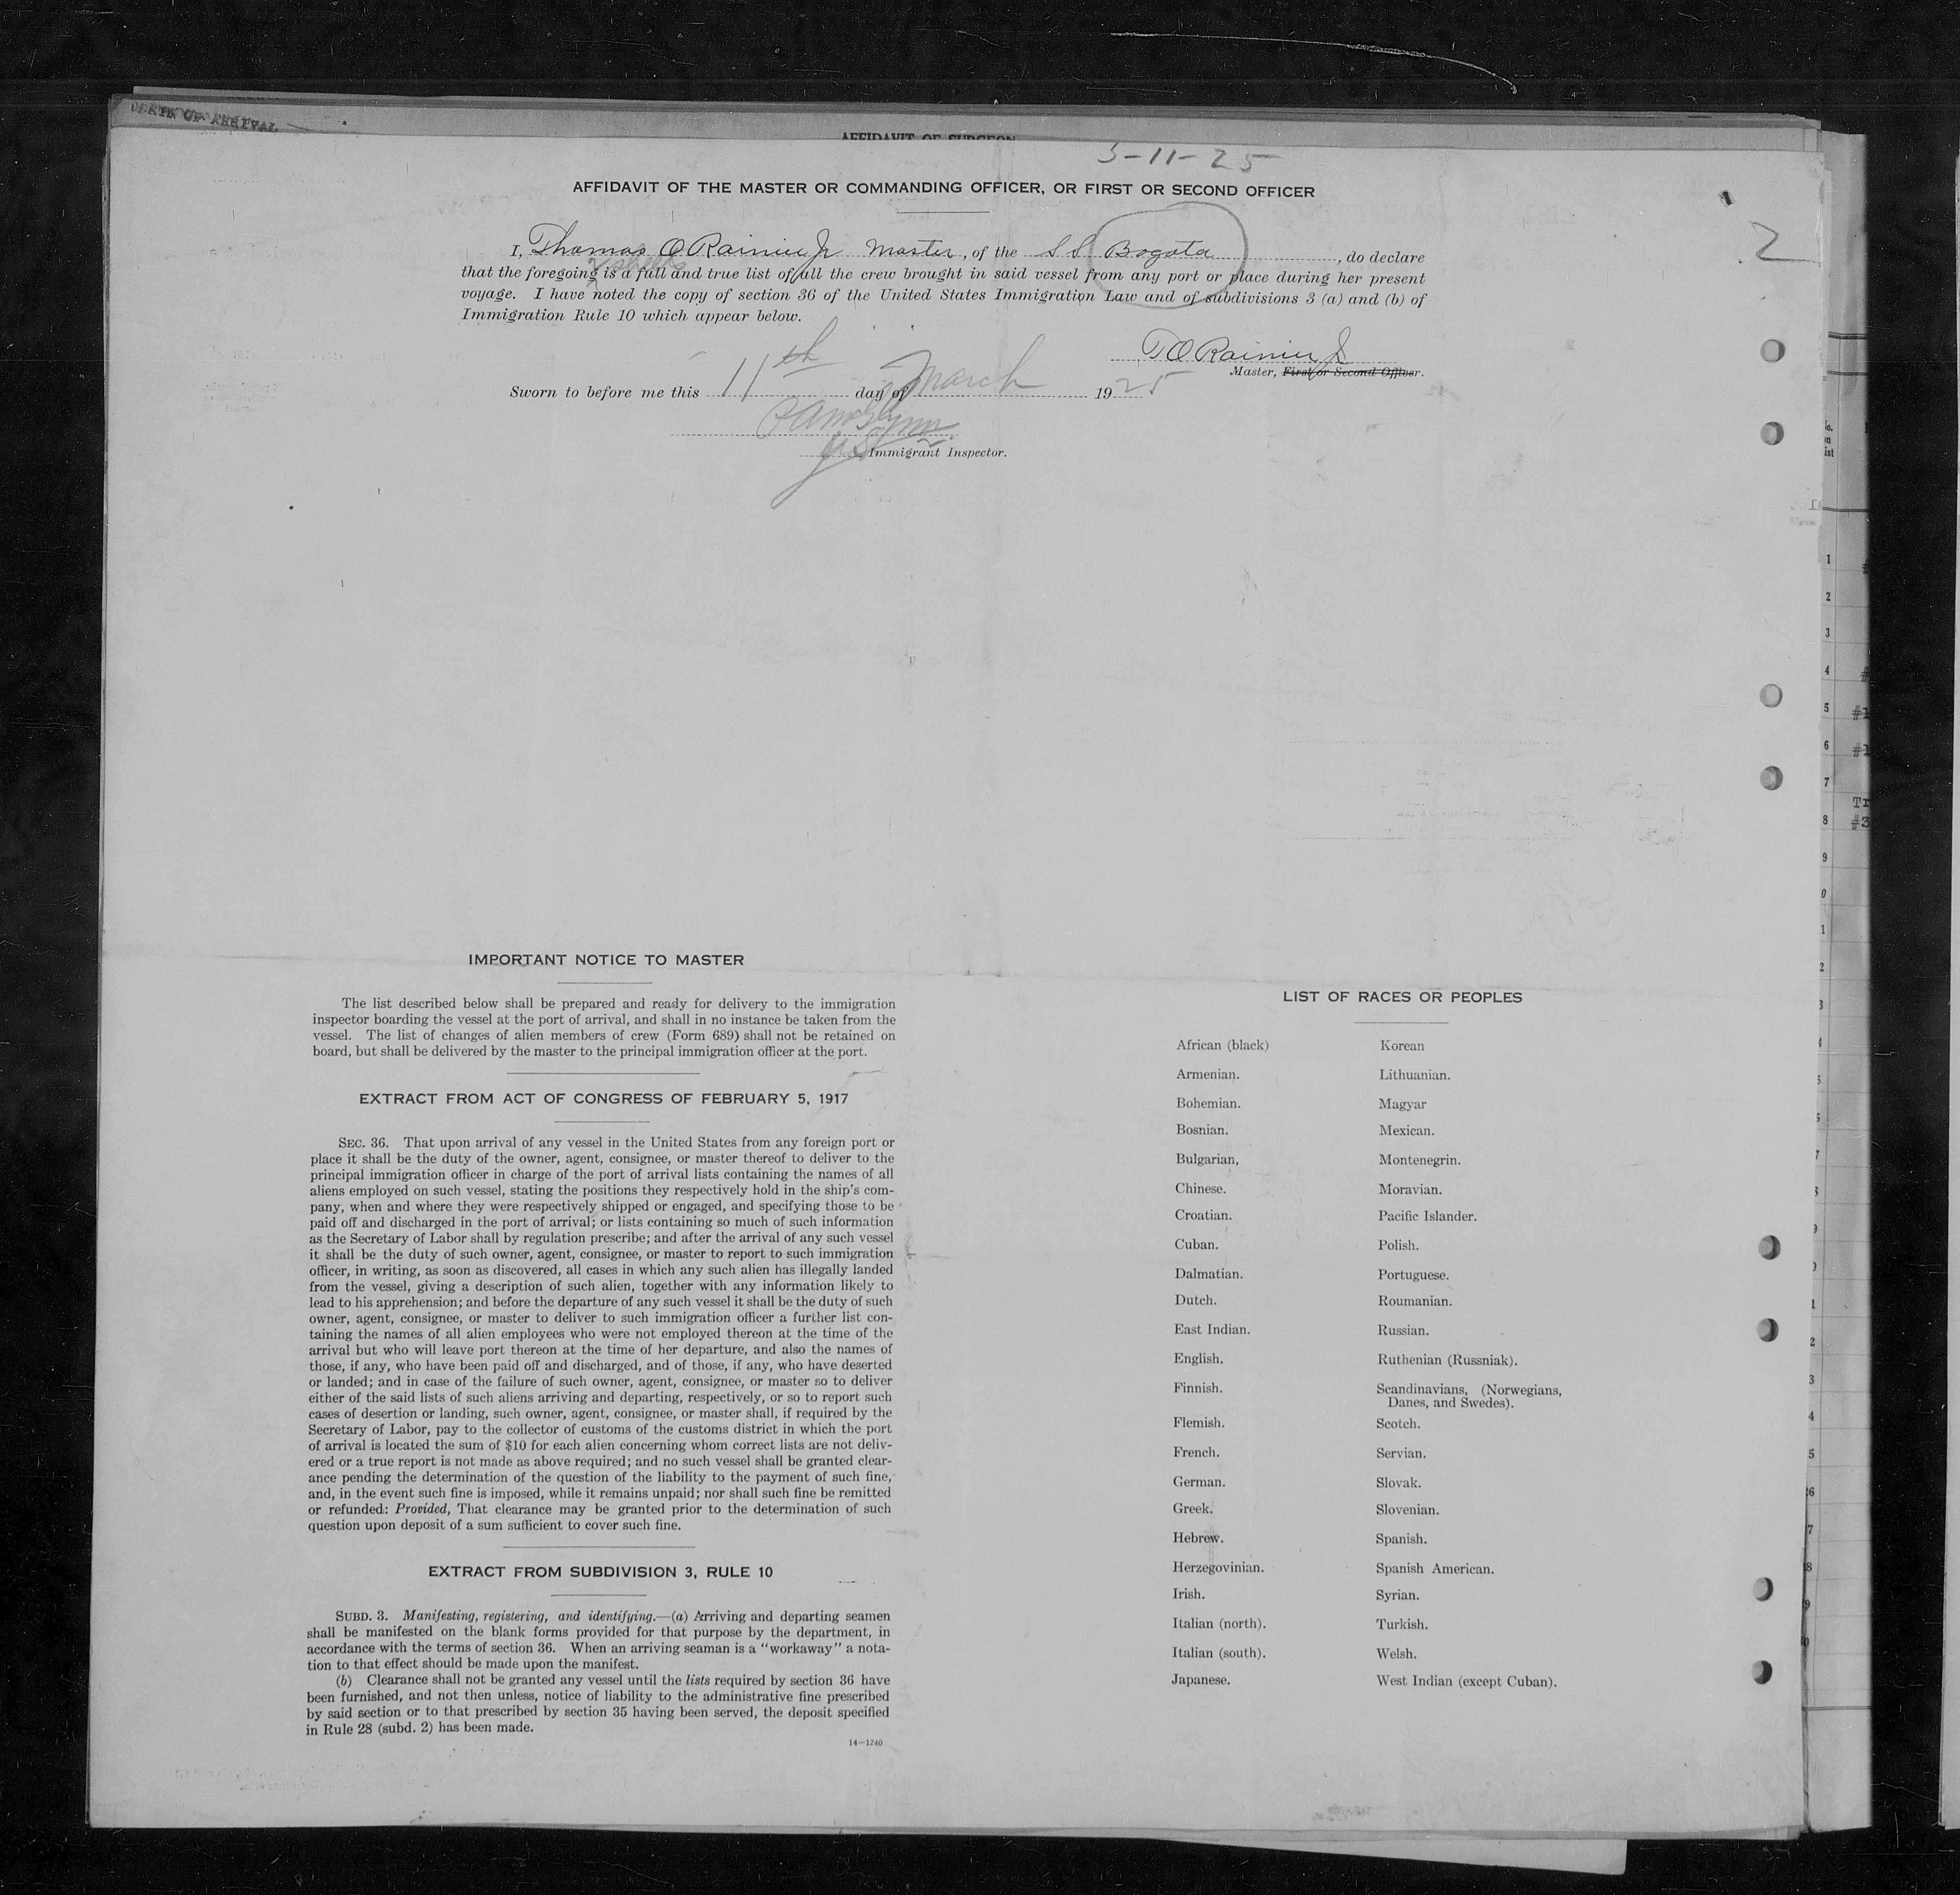 DATE OF ARRIVAL
AFFIDAVIT OF SURGEON
3-11-25
AFFIDAVIT OF THE MASTER OR COMMANDING OFFICER, OR FIRST OR SECOND OFFICER
2
I, Thomas O Rainier Jr Master, of the S S Bogota, do declare
2 sheets
that the foregoing is a full and true list of all the crew brought in said vessel from any port or place during her present
voyage. I have noted the copy of section 36 of the United States Immigration Law and of subdivisions 3 (a) and (b) of
Immigration Rule 10 which appear below.
T O Rainier Jr
Master, First or Second Officer.
Sworn to before me this 11th day of March 1925
Immigrant Inspector.
IMPORTANT NOTICE TO MASTER
The list described below shall be prepared and ready for delivery to the immigration
inspector boarding the vessel at the port of arrival, and shall in no instance be taken from the
vessel. The list of changes of alien members of crew (Form 689) shall not be retained on
board, but shall be delivered by the master to the principal immigration officer at the port.
EXTRACT FROM ACT OF CONGRESS OF FEBRUARY 5, 1917
SEC. 36. That upon arrival of any vessel in the United States from any foreign port or
place it shall be the duty of the owner, agent, consignee, or master thereof to deliver to the
principal immigration officer in charge of the port of arrival lists containing the names of all
aliens employed on such vessel, stating the positions they respectively hold in the ship's com-
pany, when and where they were respectively shipped or engaged, and specifying those to be
paid off and discharged in the port of arrival; or lists containing so much of such information
as the Secretary of Labor shall by regulation prescribe; and after the arrival of any such vessel
it shall be the duty of such owner, agent, consignee, or master to report to such immigration
officer, in writing, as soon as discovered, all cases in which any such alien has illegally landed
from the vessel, giving a description of such alien, together with any information likely to
lead to his apprehension; and before the departure of any such vessel it shall be the duty of such
owner, agent, consignee, or master to deliver to such immigration officer a further list con-
taining the names of all alien employees who were not employed thereon at the time of the
arrival but who will leave port thereon at the time of her departure, and also the names of
those, if any, who have been paid off and discharged, and of those, if any, who have deserted
or landed; and in case of the failure of such owner, agent, consignee, or master so to deliver
either of the said lists of such aliens arriving and departing, respectively, or so to report such
cases of desertion or landing, such owner, agent, consignee, or master shall, if required by the
Secretary of Labor, pay to the collector of customs of the customs district in which the port
of arrival is located the sum of $10 for each alien concerning whom correct lists are not deliv-
ered or a true report is not made as above required; and no such vessel shall be granted clear-
ance pending the determination of the question of the liability to the payment of such fine,
and, in the event such fine is imposed, while it remains unpaid; nor shall such fine be remitted
or refunded: Provided, That clearance may be granted prior to the determination of such
question upon deposit of a sum sufficient to cover such fine.
EXTRACT FROM SUBDIVISION 3, RULE 10
SUBD. 3. Manifesting, registering, and identifying.—(a) Arriving and departing seamen
shall be manifested on the blank forms provided for that purpose by the department, in
accordance with the terms of section 36. When an arriving seaman is a "workaway" a nota-
tion to that effect should be made upon the manifest.
(b) Clearance shall not be granted any vessel until the lists required by section 36 have
been furnished, and not then unless, notice of liability to the administrative fine prescribed
by said section or to that prescribed by section 35 having been served, the deposit specified
in Rule 28 (subd. 2) has been made.
14-1240
LIST OF RACES OR PEOPLES
African (black)
Armenian.
Bohemian.
Bosnian.
Bulgarian,
Chinese.
Croatian.
Cuban.
Dalmatian.
Dutch.
East Indian.
English.
Finnish.
Flemish.
French.
German.
Greek.
Hebrew.
Herzegovinian.
Irish.
Italian (north).
Italian (south).
Japanese.
Korean
Lithuanian.
Magyar
Mexican.
Montenegrin.
Moravian.
Pacific Islander.
Polish.
Portuguese.
Roumanian.
Russian.
Ruthenian (Russniak).
Scandinavians, (Norwegians,
Danes, and Swedes).
Scotch.
Servian.
Slovak.
Slovenian.
Spanish.
Spanish American.
Syrian.
Turkish.
Welsh.
West Indian (except Cuban).